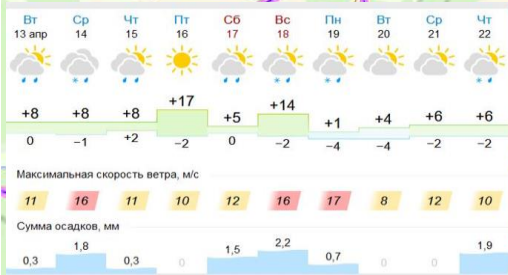 Вт Ср Чт Пт Сб Вс Пн Вт Ср Чт
13 апр 14 15 16 17 18 19 20 21 22
+8 +8 +8 +17 +5 +14 +1 +4 +6 +6
0 −1 +2 −2 0 −2 −4 −4 −2 −2
Максимальная скорость ветра, м/с
11 16 11 10 12 16 17 8 12 10
Сумма осадков, мм
0,3 1,8 0,3 0 1,5 2,2 0,7 0 0 1,9